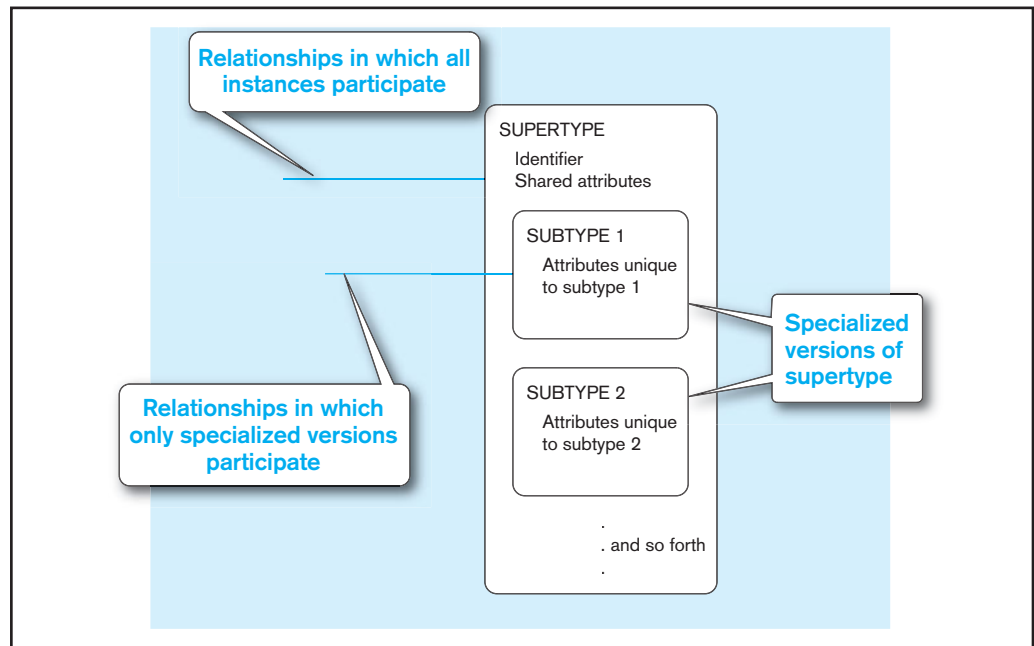 Relationships in which all
instances participate
SUPERTYPE
Identifier
Shared attributes
SUBTYPE 1
Attributes unique
to subtype 1
Specialized
versions of
supertype
SUBTYPE 2
Attributes unique
to subtype 2
Relationships in which
only specialized versions
participate
.
. and so forth
.